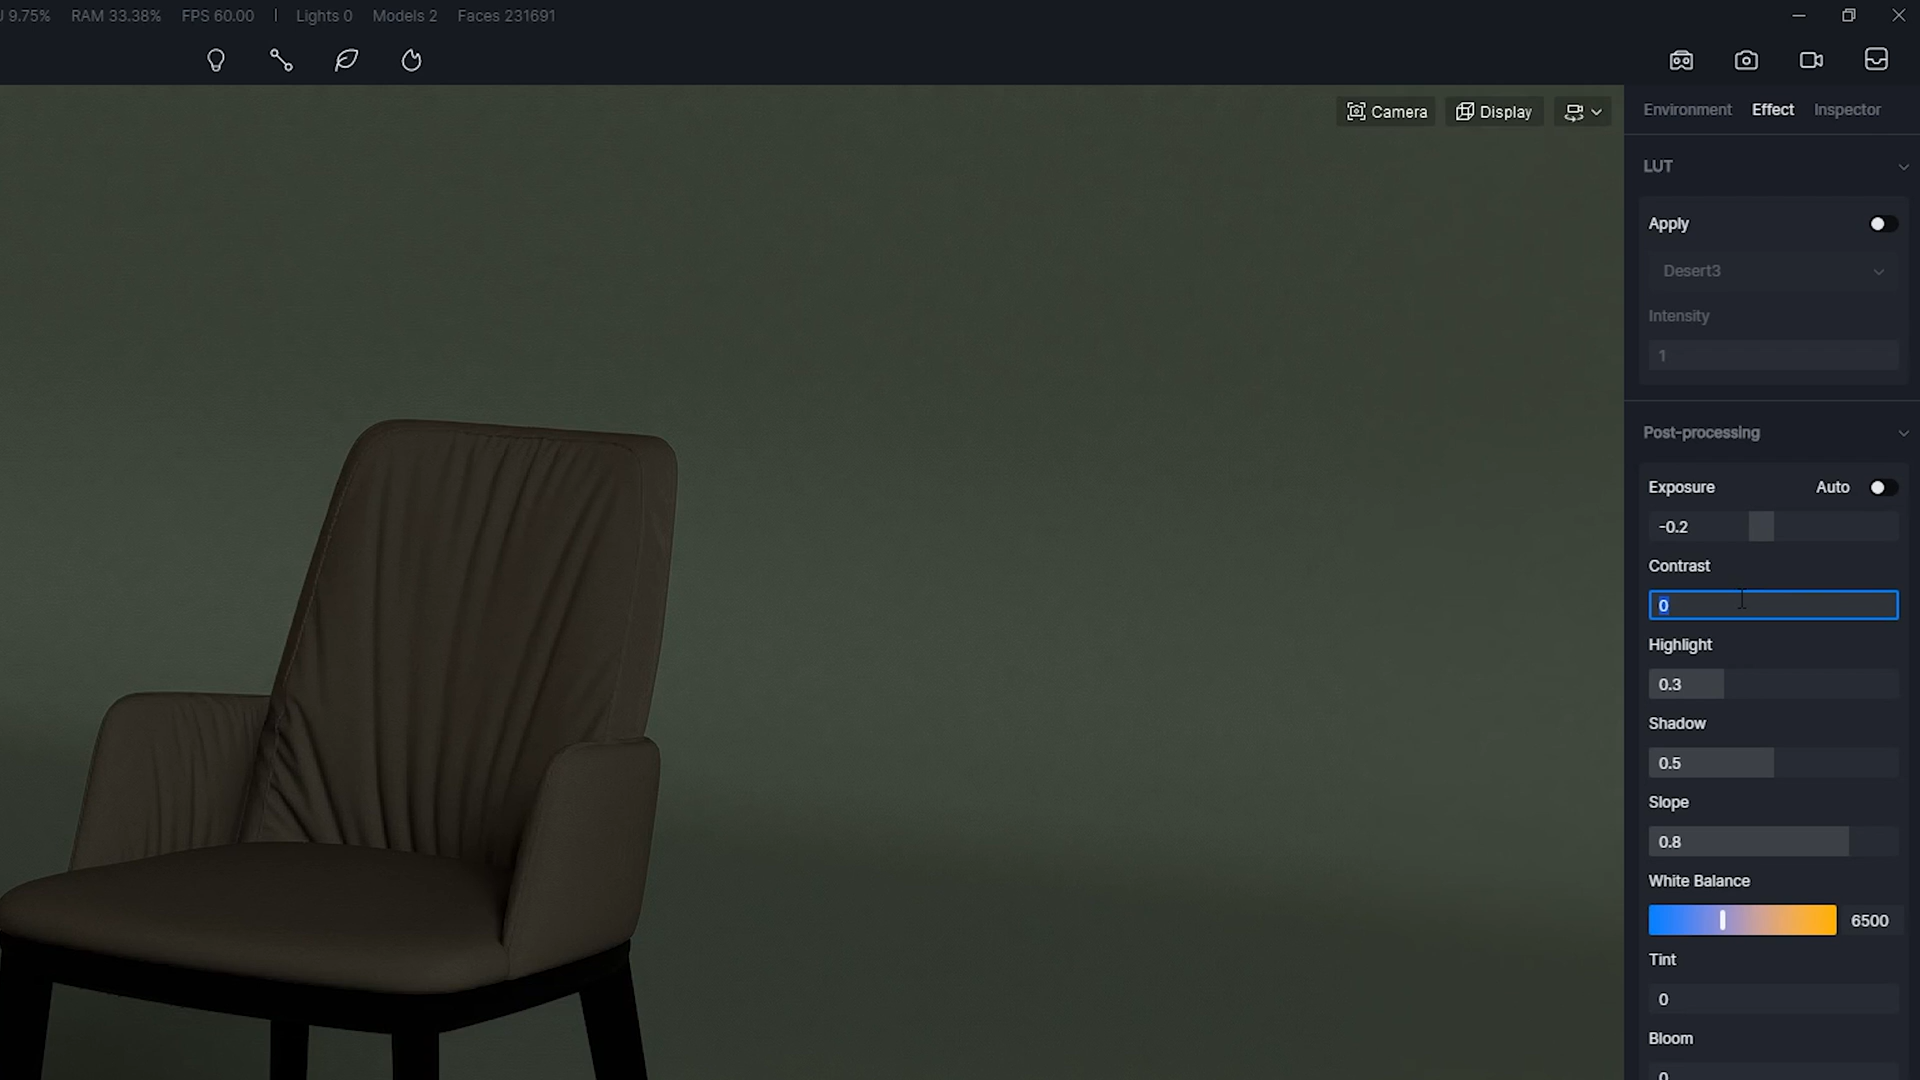 9.75% RAM 33.38% FPS 60.00 | Lights 0 Models 2 Faces 231691
Camera Display
Environment Effect Inspector
LUT
Apply
Desert3
Intensity
1
Post-processing
Exposure Auto
-0.2
Contrast
0
Highlight
0.3
Shadow
0.5
Slope
0.8
White Balance
6500
Tint
0
Bloom
0